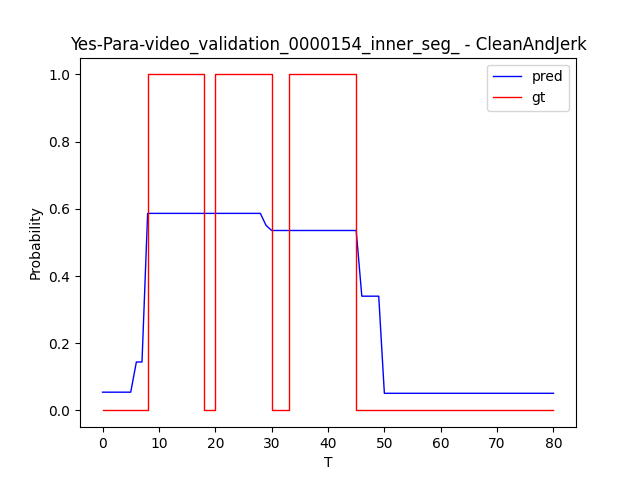 Yes-Para-video_validation_0000154_inner_seg_ - CleanAndJerk
pred
gt
Probability
1.0
0.8
0.6
0.4
0.2
0.0
0 10 20 30 40 50 60 70 80
T